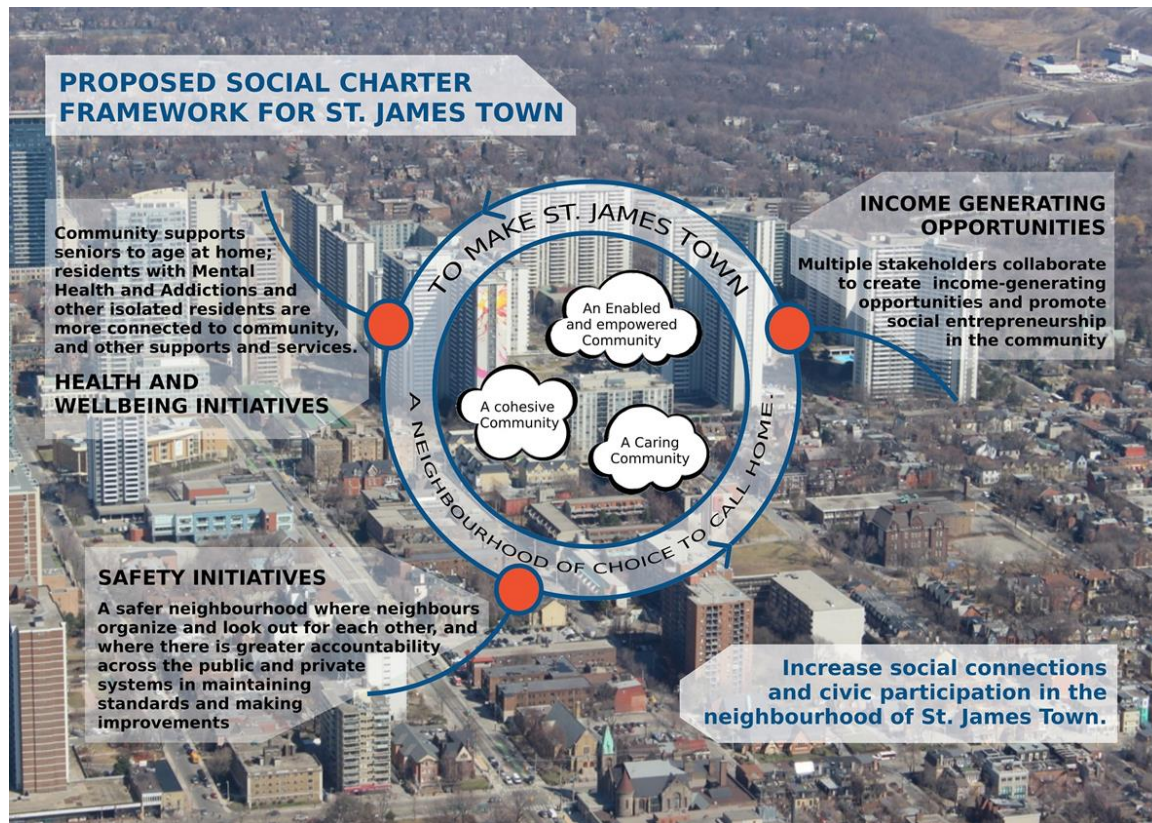 PROPOSED SOCIAL CHARTER
FRAMEWORK FOR ST. JAMES TOWN
Community supports
seniors to age at home;
residents with Mental
Health and Addictions and
other isolated residents are
more connected to community,
and other supports and services.
HEALTH AND
WELLBEING INITIATIVES
TO MAKE ST. JAMES TOWN
A NEIGHBOURHOOD OF CHOICE TO CALL HOME.
An Enabled
and empowered
Community
A cohesive
Community
A Caring
Community
INCOME GENERATING
OPPORTUNITIES
Multiple stakeholders collaborate
to create income-generating
opportunities and promote
social entrepreneurship
in the community
SAFETY INITIATIVES
A safer neighbourhood where neighbours
organize and look out for each other, and
where there is greater accountability
across the public and private
systems in maintaining
standards and making
improvements
Increase social connections
and civic participation in the
neighbourhood of St. James Town.